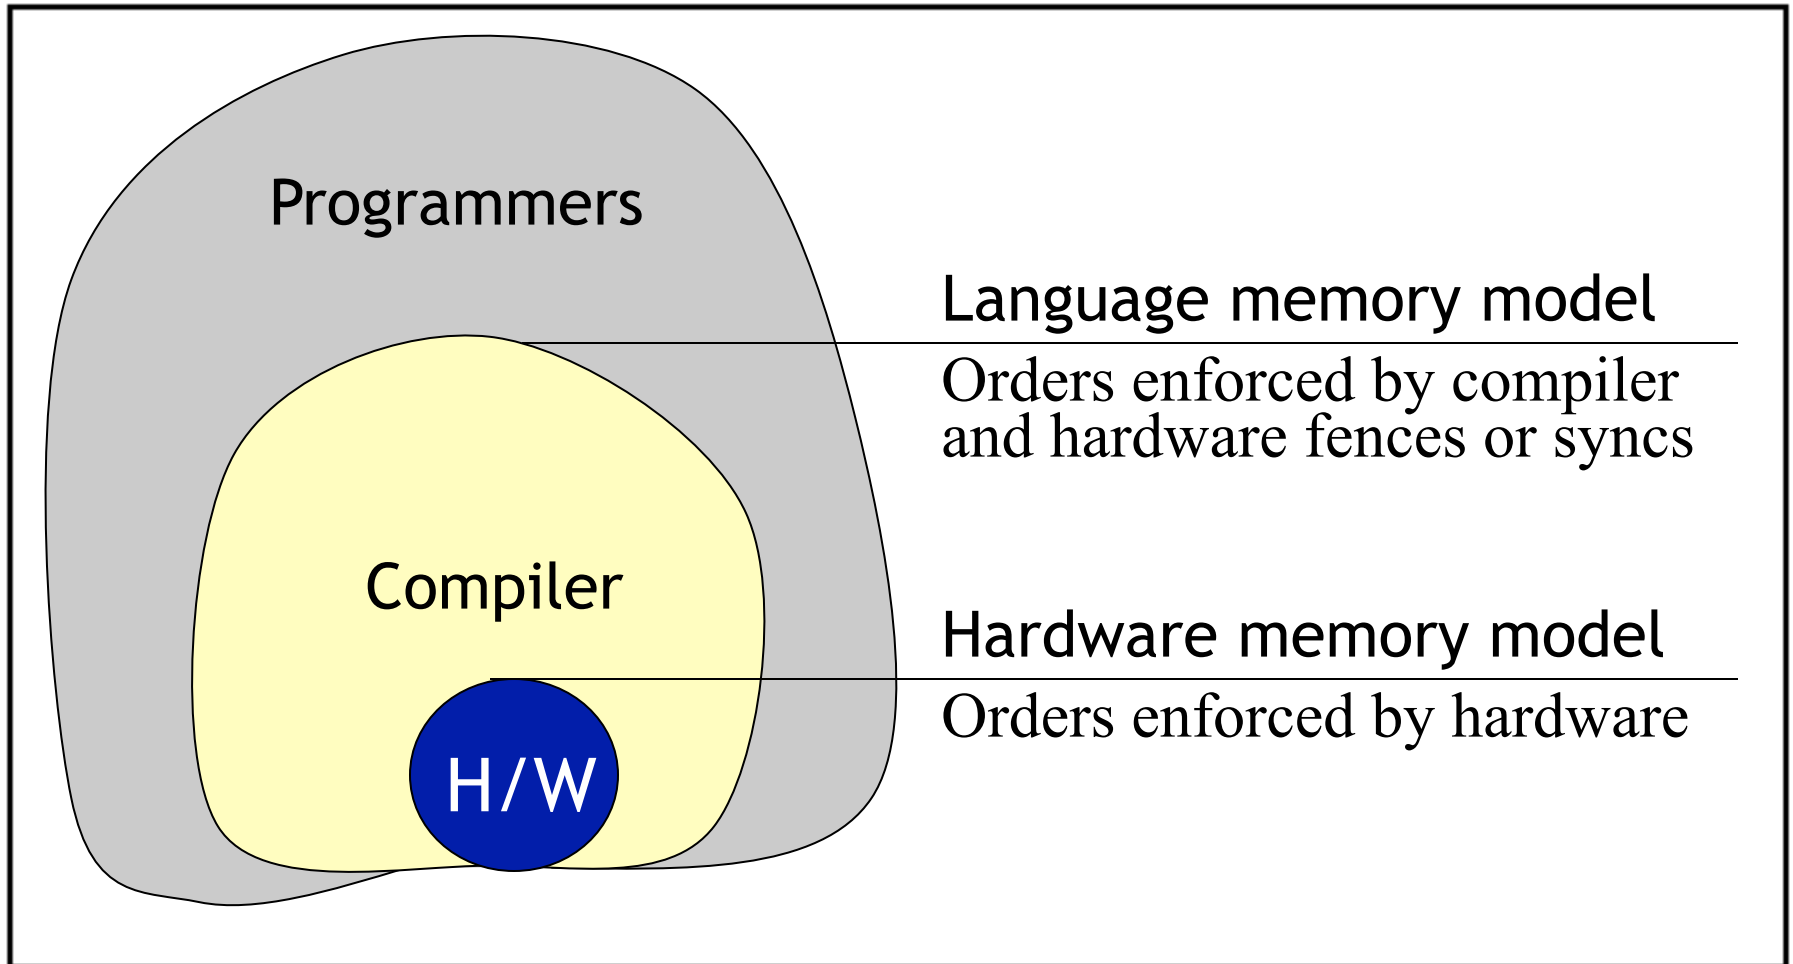 Programmers
Language memory model
Orders enforced by compiler
and hardware fences or syncs
Compiler
Hardware memory model
Orders enforced by hardware
H/W